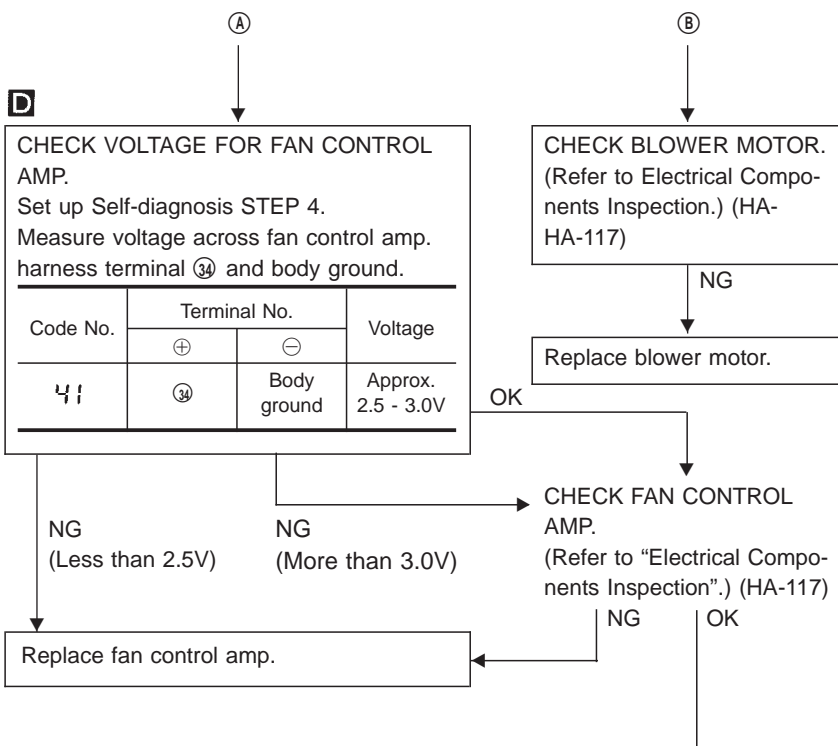 Ⓐ
Ⓑ
D
CHECK VOLTAGE FOR FAN CONTROL
AMP.
Set up Self-diagnosis STEP 4.
Measure voltage across fan control amp.
harness terminal ㉞ and body ground.
Code No.
Terminal No.
Voltage
⊕
⊖
41
㉞
Body
ground
Approx.
2.5 - 3.0V
CHECK BLOWER MOTOR.
(Refer to Electrical Compo-
nents Inspection.) (HA-
HA-117)
NG
Replace blower motor.
OK
NG
(Less than 2.5V)
NG
(More than 3.0V)
CHECK FAN CONTROL
AMP.
(Refer to “Electrical Compo-
nents Inspection”.) (HA-117)
NG
OK
Replace fan control amp.